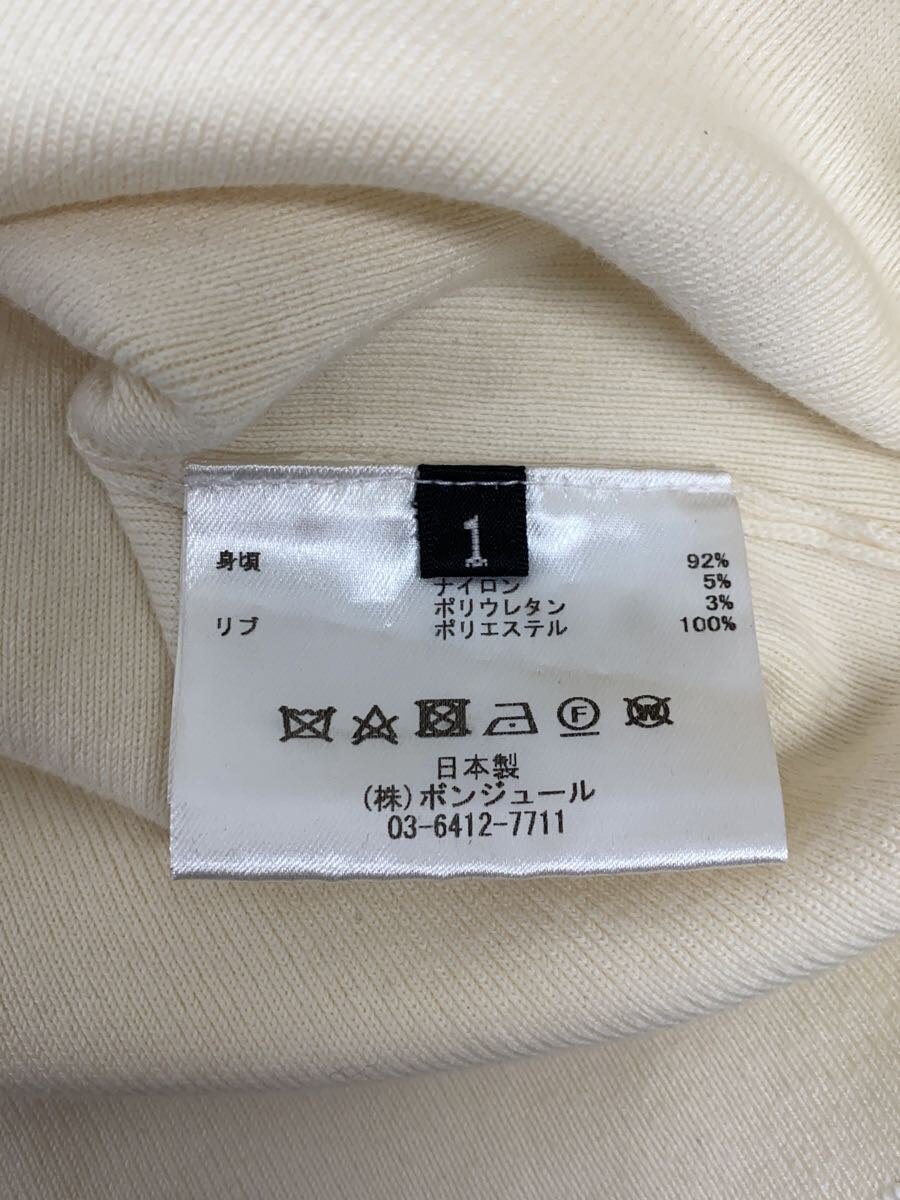 1
身頃 92%
ナイロン 5%
ポリウレタン 3%
リブ ポリエステル 100%
F W
日本製
(株)ボンジュール
03-6412-7711